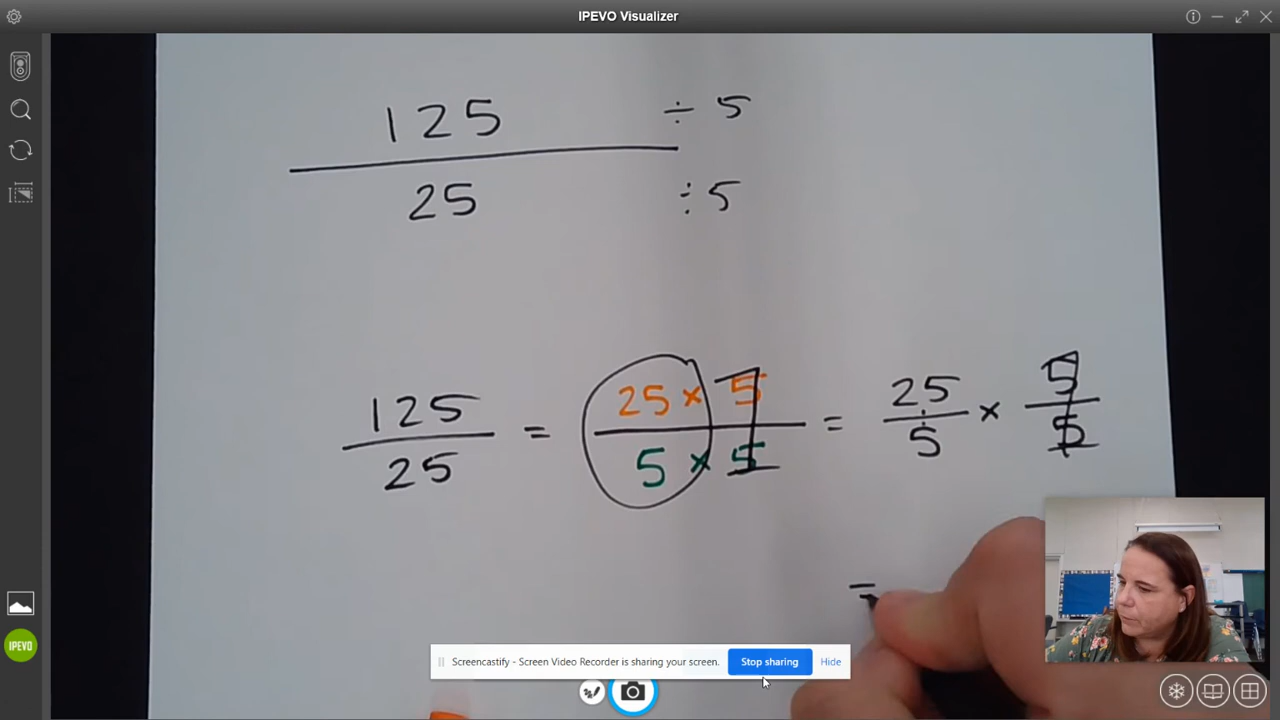 IPEVO Visualizer
125 ÷ 5
25 ÷ 5
125 = 25 × 5 = 25 × 5
25 5 × 5 5 5
=
Screencastify - Screen Video Recorder is sharing your screen. Stop sharing Hide
IPEVO